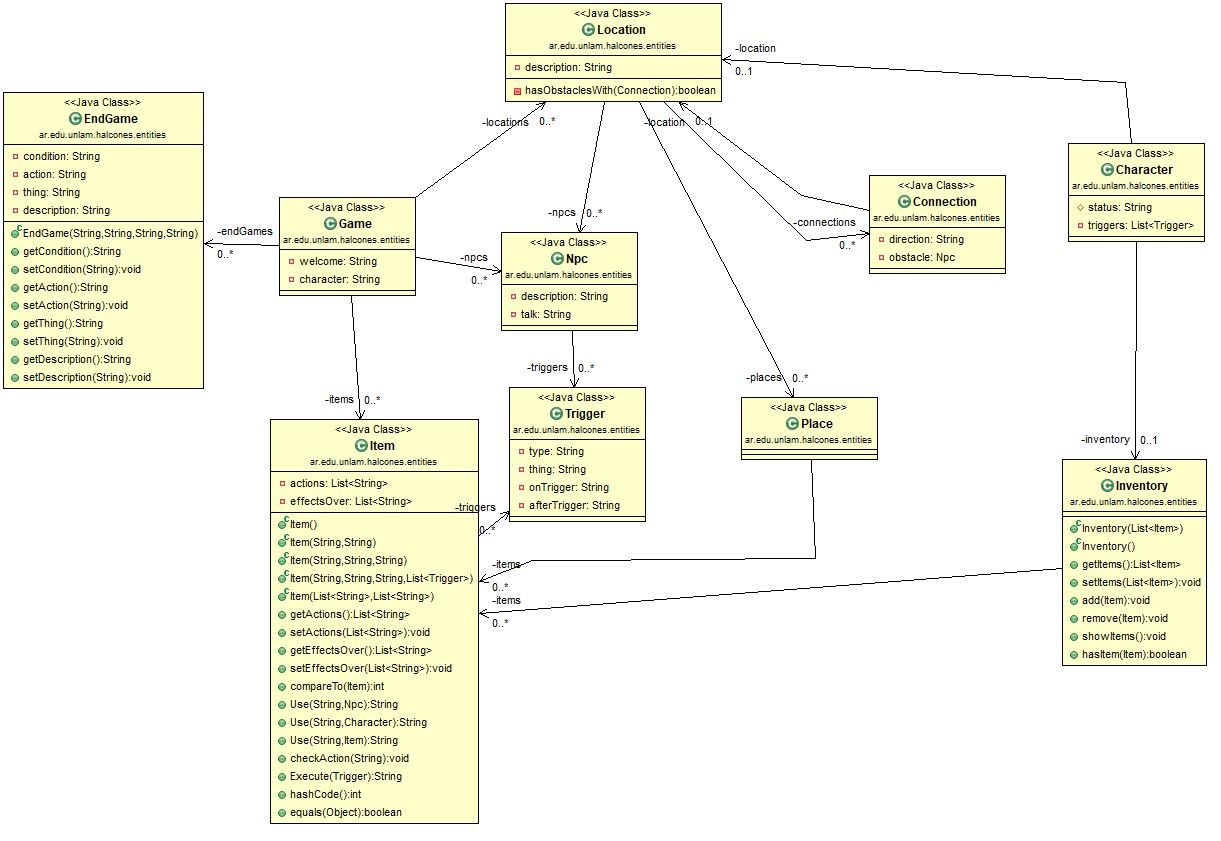 <<Java Class>>
Location
ar.edu.unlam.halcones.entities
description: String
hasObstaclesWith(Connection):boolean
-location
0..1
<<Java Class>>
EndGame
ar.edu.unlam.halcones.entities
condition: String
action: String
thing: String
description: String
EndGame(String,String,String,String)
getCondition():String
setCondition(String):void
getAction():String
setAction(String):void
getThing():String
setThing(String):void
getDescription():String
setDescription(String):void
-locations
0..*
-location
0..1
<<Java Class>>
Character
ar.edu.unlam.halcones.entities
status: String
triggers: List<Trigger>
<<Java Class>>
Game
ar.edu.unlam.halcones.entities
welcome: String
character: String
-endGames
0..*
-npcs
0..*
-npcs
0..*
<<Java Class>>
Connection
ar.edu.unlam.halcones.entities
direction: String
obstacle: Npc
-connections
0..*
<<Java Class>>
Npc
ar.edu.unlam.halcones.entities
description: String
talk: String
-triggers
0..*
-places
0..*
-items
0..*
<<Java Class>>
Trigger
ar.edu.unlam.halcones.entities
type: String
thing: String
onTrigger: String
afterTrigger: String
<<Java Class>>
Place
ar.edu.unlam.halcones.entities
-inventory
0..1
<<Java Class>>
Item
ar.edu.unlam.halcones.entities
actions: List<String>
effectsOver: List<String>
Item()
Item(String,String)
Item(String,String,String)
Item(String,String,String,List<Trigger>)
Item(List<String>,List<String>)
getActions():List<String>
setActions(List<String>):void
getEffectsOver():List<String>
setEffectsOver(List<String>):void
compareTo(Item):int
Use(String,Npc):String
Use(String,Character):String
Use(String,Item):String
checkAction(String):void
Execute(Trigger):String
hashCode():int
equals(Object):boolean
-triggers
0..*
-items
0..*
-items
0..*
<<Java Class>>
Inventory
ar.edu.unlam.halcones.entities
Inventory(List<Item>)
Inventory()
getItems():List<Item>
setItems(List<Item>):void
add(Item):void
remove(Item):void
showItems():void
hasItem(Item):boolean